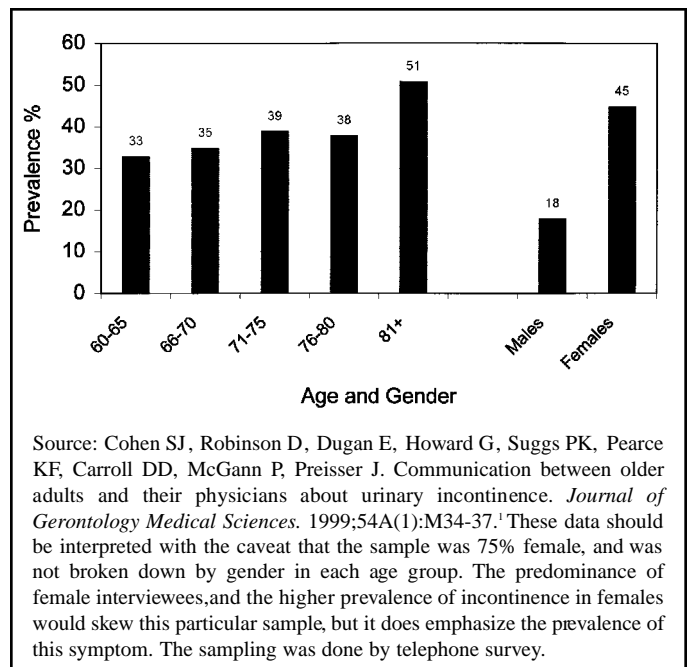 60
50
40
30
20
10
0
Prevalence %
33
35
39
38
51
18
45
60-65
66-70
71-75
76-80
81+
Males
Females
Age and Gender
Source: Cohen SJ, Robinson D, Dugan E, Howard G, Suggs PK, Pearce
KF, Carroll DD, McGann P, Preisser J. Communication between older
adults and their physicians about urinary incontinence. Journal of
Gerontology Medical Sciences. 1999;54A(1):M34-37.¹ These data should
be interpreted with the caveat that the sample was 75% female, and was
not broken down by gender in each age group. The predominance of
female interviewees,and the higher prevalence of incontinence in females
would skew this particular sample, but it does emphasize the prevalence of
this symptom. The sampling was done by telephone survey.